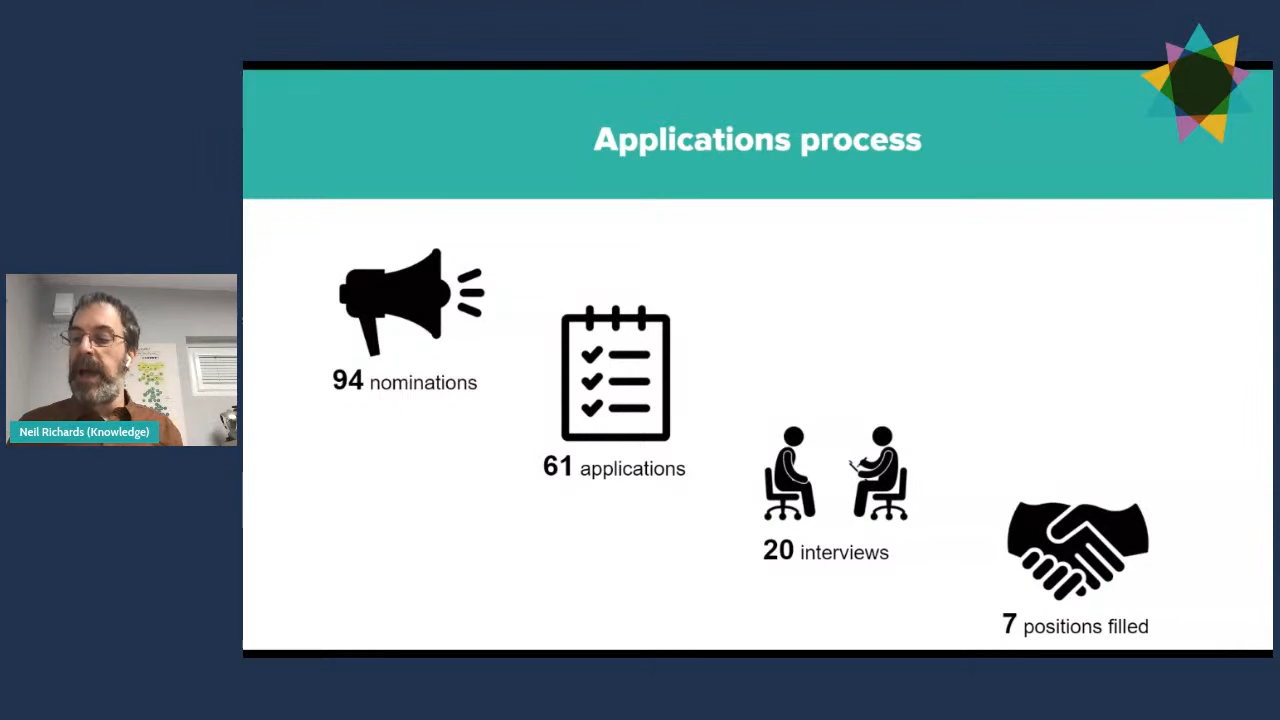 Applications process
94 nominations
61 applications
20 interviews
7 positions filled
Neil Richards (Knowledge)